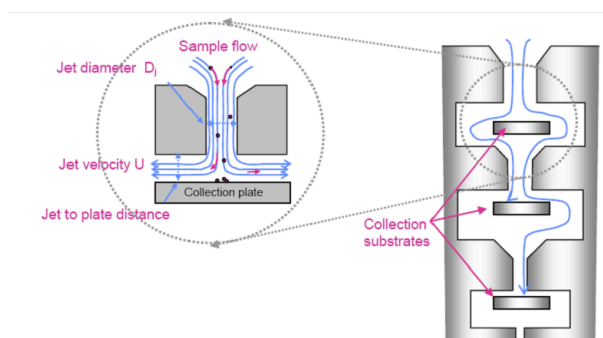 Sample flow
Jet diameter Dj
Jet velocity U
Collection plate
Jet to plate distance
Collection
substrates